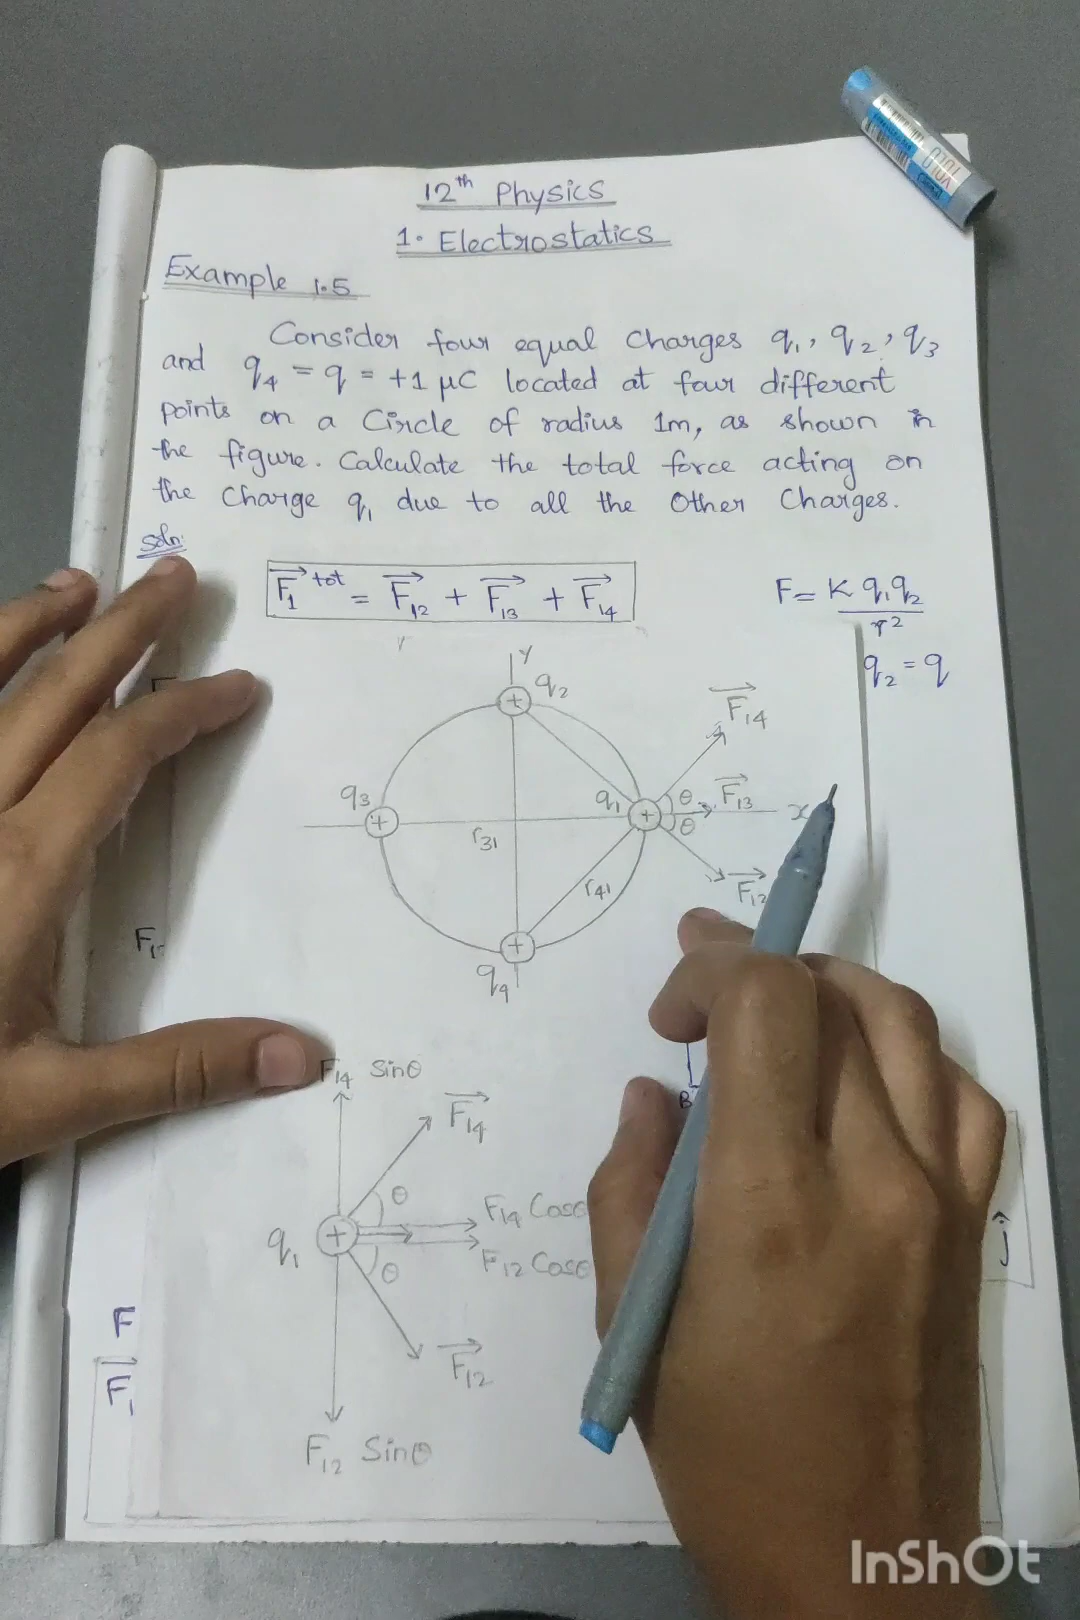 12th Physics
1. Electrostatics
Example 1.5
Consider four equal charges q1, q2, q3
and q4 = q = +1 μC located at four different
points on a Circle of radius 1m, as shown in
the figure. Calculate the total force acting on
the charge q1 due to all the Other Charges.
Soln:
F1 tot = F12 + F13 + F14
F = K q1q2
r2
q2 = q
Y
Y
q2
F14
q3
q1
θ
F13
x
r31
θ
r41
F12
q4
F14 Sinθ
F14
B
θ
F14 Cosθ
q1
F12 Cosθ
θ
ĵ
F
F12
F1
F12 Sinθ
InShOt